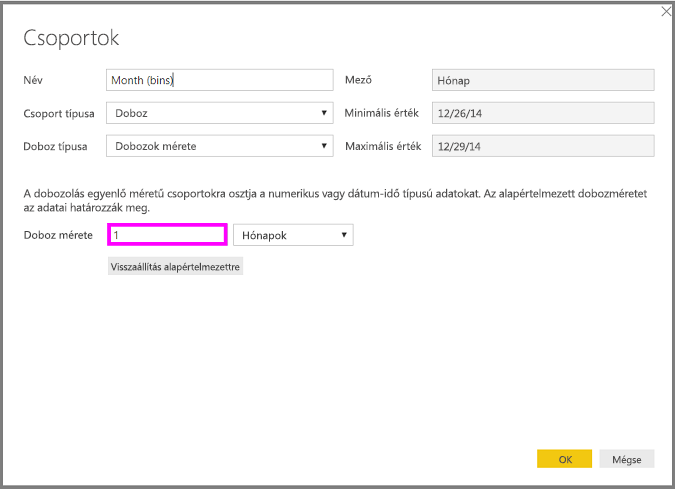 Csoportok
Név Month (bins) Mező Hónap
Csoport típusa Doboz Minimális érték 12/26/14
Doboz típusa Dobozok mérete Maximális érték 12/29/14
A dobozolás egyenlő méretű csoportokra osztja a numerikus vagy dátum-idő típusú adatokat. Az alapértelmezett dobozméretet
az adatai határozzák meg.
Doboz mérete 1 Hónapok
Visszaállítás alapértelmezettre
OK Mégse